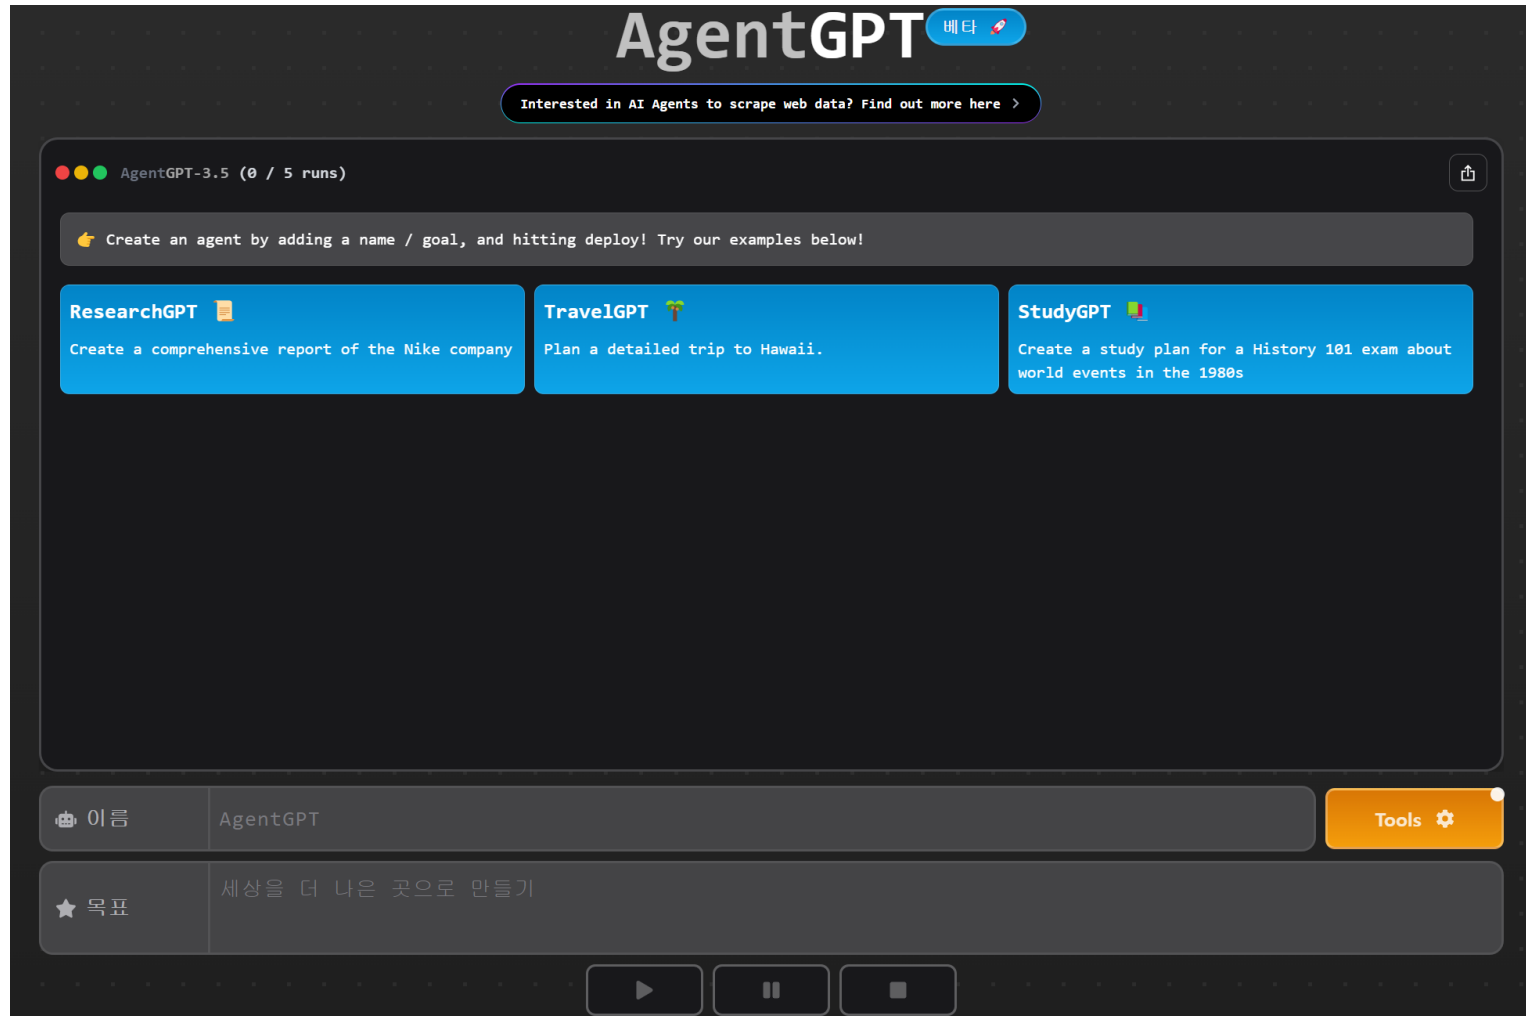 AgentGPT 베타 🚀
Interested in AI Agents to scrape web data? Find out more here >
AgentGPT-3.5 (0 / 5 runs)
👉 Create an agent by adding a name / goal, and hitting deploy! Try our examples below!
ResearchGPT 📜
Create a comprehensive report of the Nike company
TravelGPT 🌴
Plan a detailed trip to Hawaii.
StudyGPT 📚
Create a study plan for a History 101 exam about
world events in the 1980s
이름
AgentGPT
Tools
목표
세상을 더 나은 곳으로 만들기